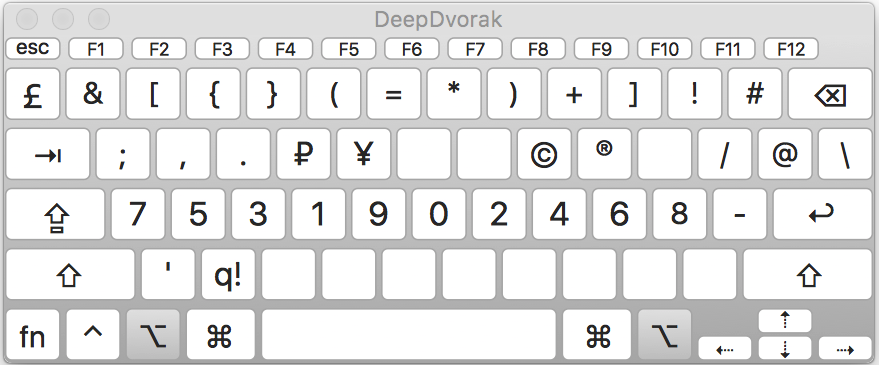 DeepDvorak
esc F1 F2 F3 F4 F5 F6 F7 F8 F9 F10 F11 F12
£ & [ { } ( = * ) + ] ! # ⌫
⇥ ; , . ₽ ¥ © ® / @ \
⇪ 7 5 3 1 9 0 2 4 6 8 - ↩
⇧ ' q! ⇧
fn ^ ⌥ ⌘ ⌘ ⌥ ⇠ ⇡ ⇣ ⇢